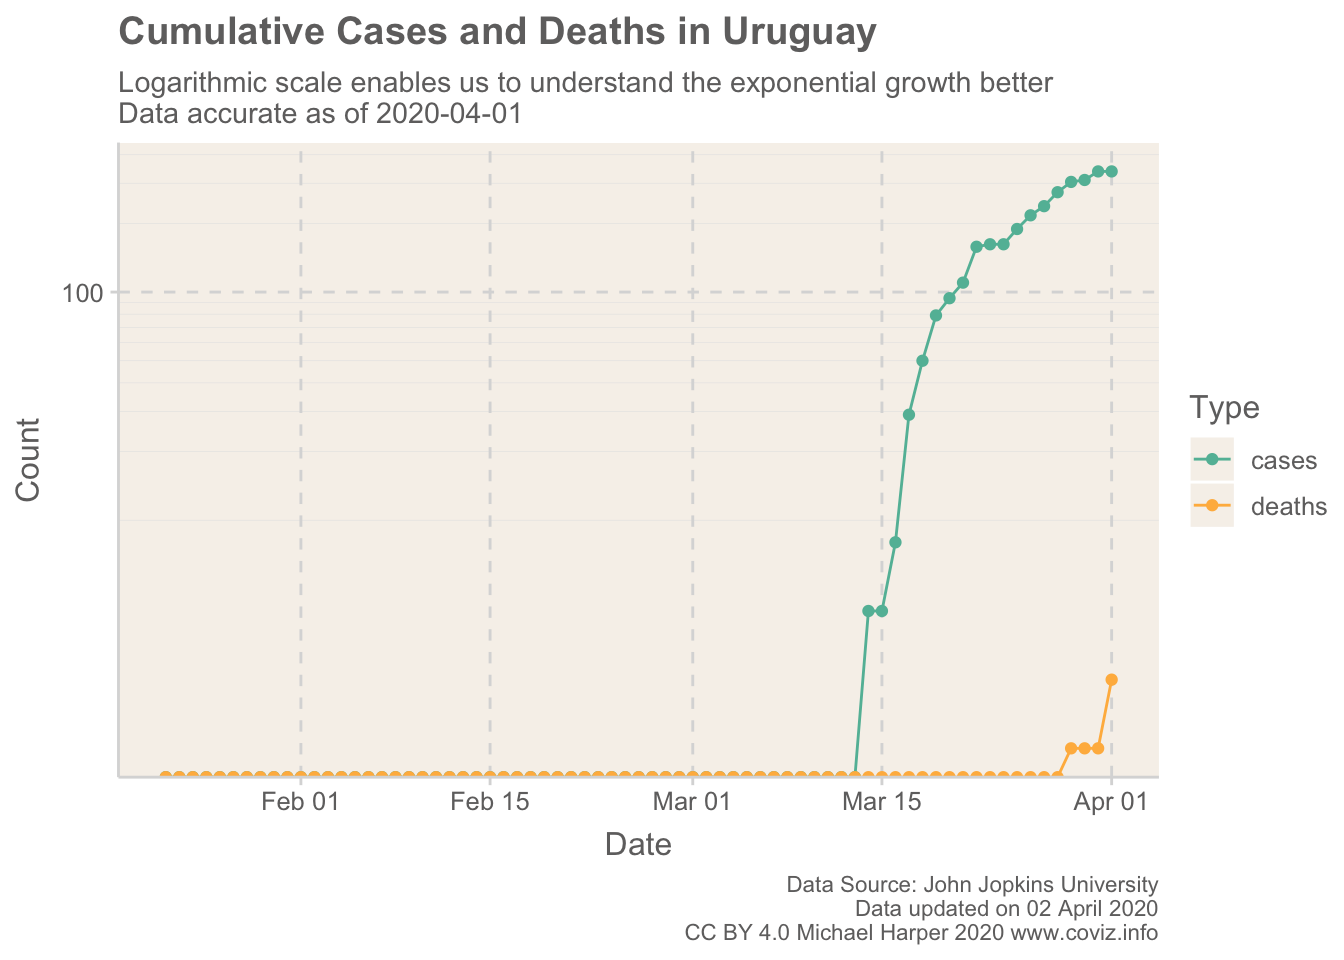 Cumulative Cases and Deaths in Uruguay
Logarithmic scale enables us to understand the exponential growth better
Data accurate as of 2020-04-01
100
Count
Feb 01
Feb 15
Mar 01
Mar 15
Apr 01
Date
Type
cases
deaths
Data Source: John Jopkins University
Data updated on 02 April 2020
CC BY 4.0 Michael Harper 2020 www.coviz.info